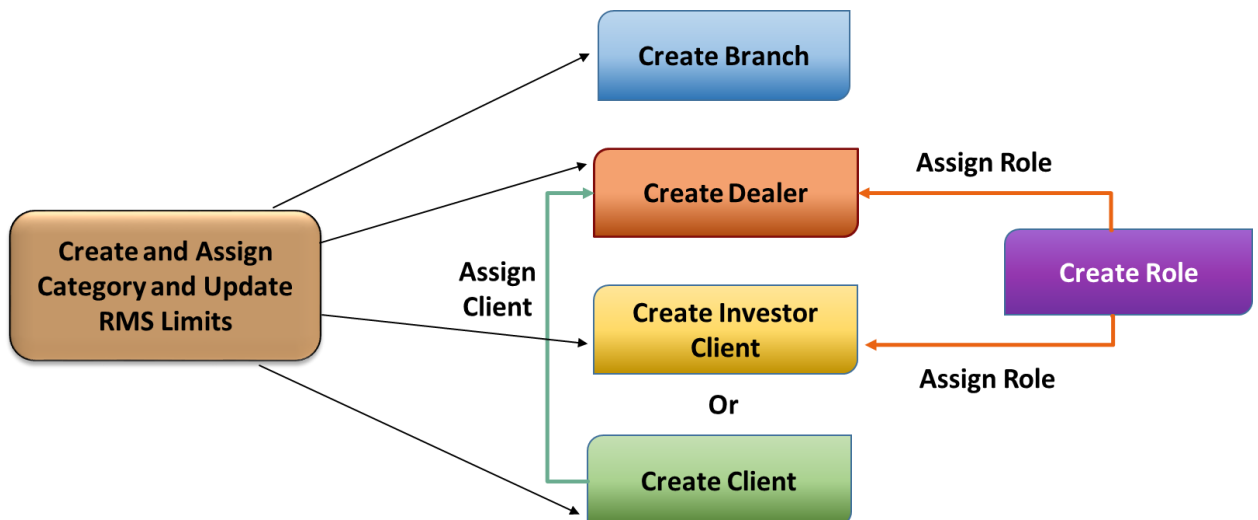 Create Branch
Create Dealer
Assign Role
Create and Assign
Category and Update
RMS Limits
Assign
Client
Create Role
Create Investor
Client
Assign Role
Or
Create Client